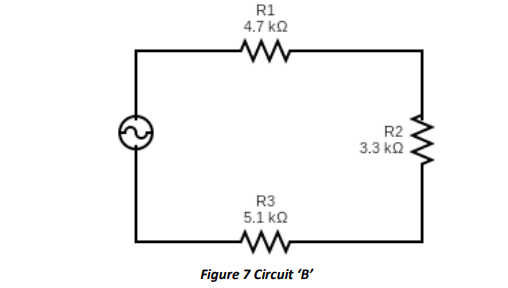 R1
4.7 kΩ
R2
3.3 kΩ
R3
5.1 kΩ
Figure 7 Circuit ‘B’